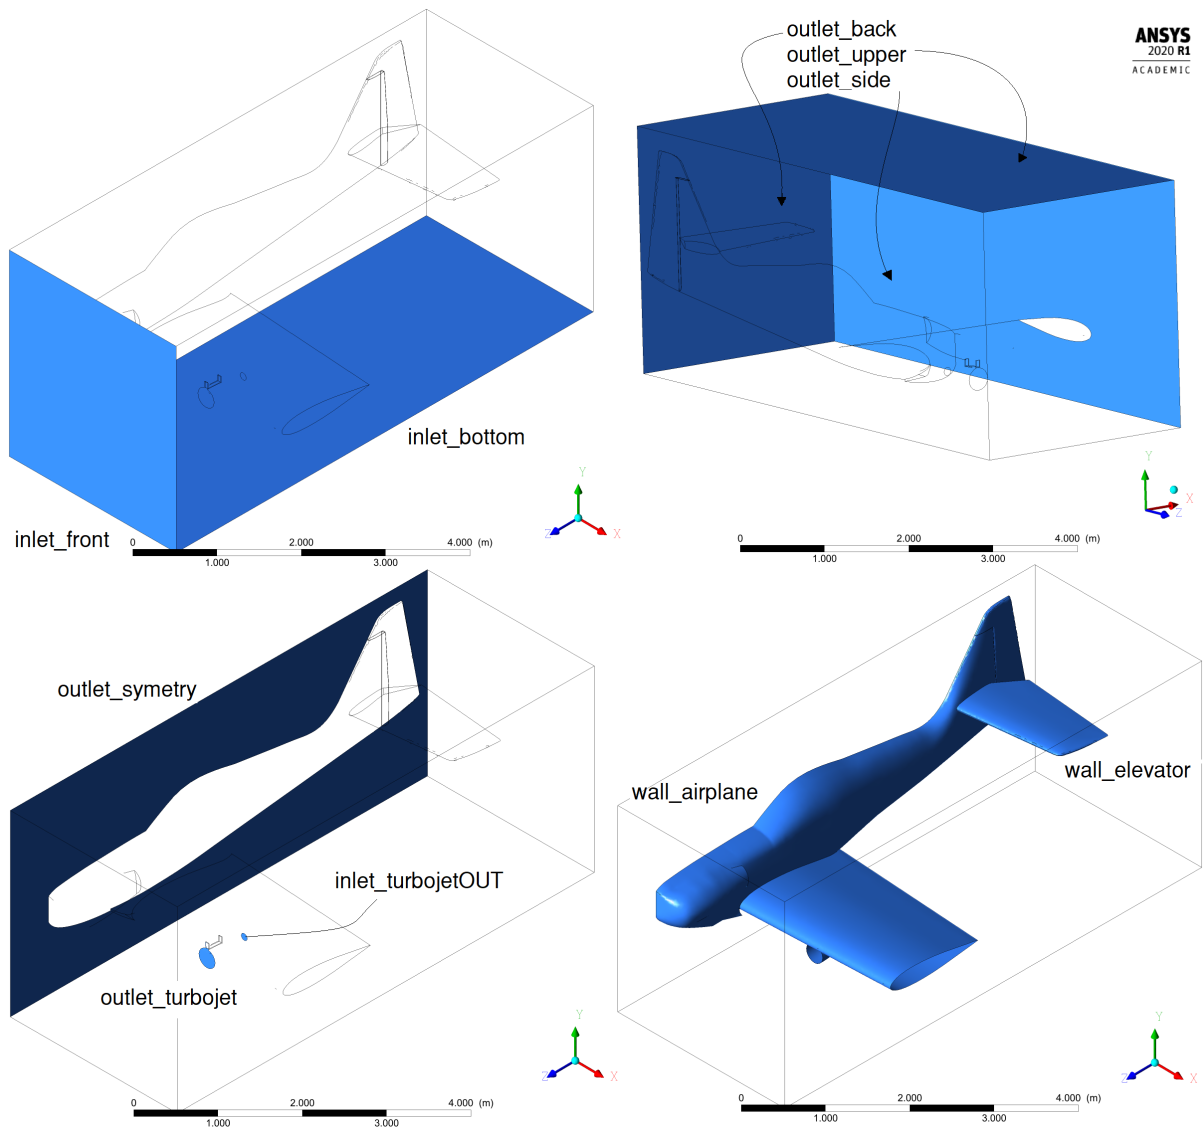 outlet_back
outlet_upper
outlet_side
ANSYS
2020 R1
ACADEMIC
inlet_bottom
inlet_front
Y
Z
X
0
2.000
4.000 (m)
1.000
3.000
Y
X
Z
0
2.000
4.000 (m)
1.000
3.000
outlet_symetry
inlet_turbojetOUT
outlet_turbojet
Y
Z
X
0
2.000
4.000 (m)
1.000
3.000
wall_airplane
wall_elevator
Y
Z
X
0
2.000
4.000 (m)
1.000
3.000